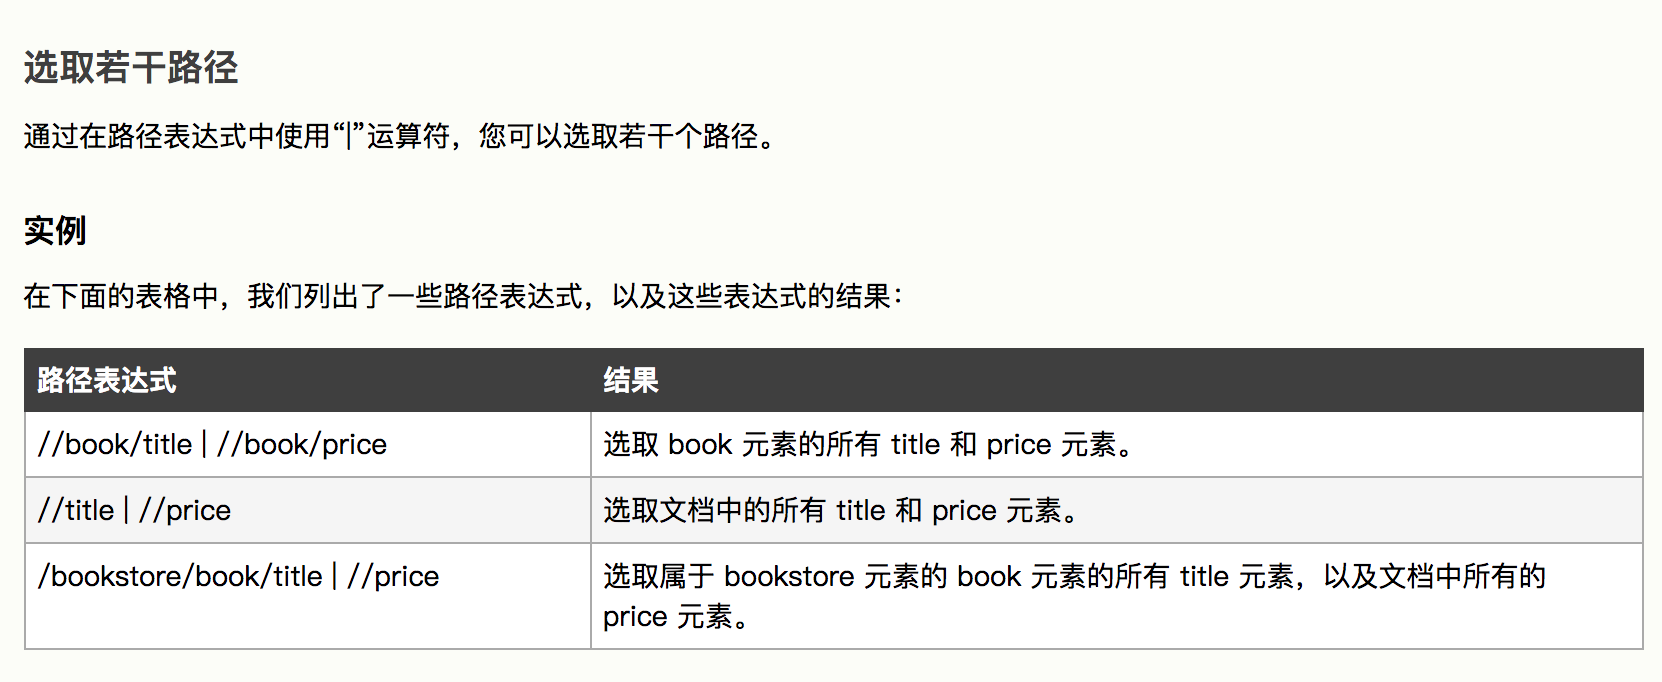 选取若干路径
通过在路径表达式中使用“|”运算符，您可以选取若干个路径。
实例
在下面的表格中，我们列出了一些路径表达式，以及这些表达式的结果：
路径表达式 结果
//book/title | //book/price 选取 book 元素的所有 title 和 price 元素。
//title | //price 选取文档中的所有 title 和 price 元素。
/bookstore/book/title | //price 选取属于 bookstore 元素的 book 元素的所有 title 元素，以及文档中所有的
price 元素。